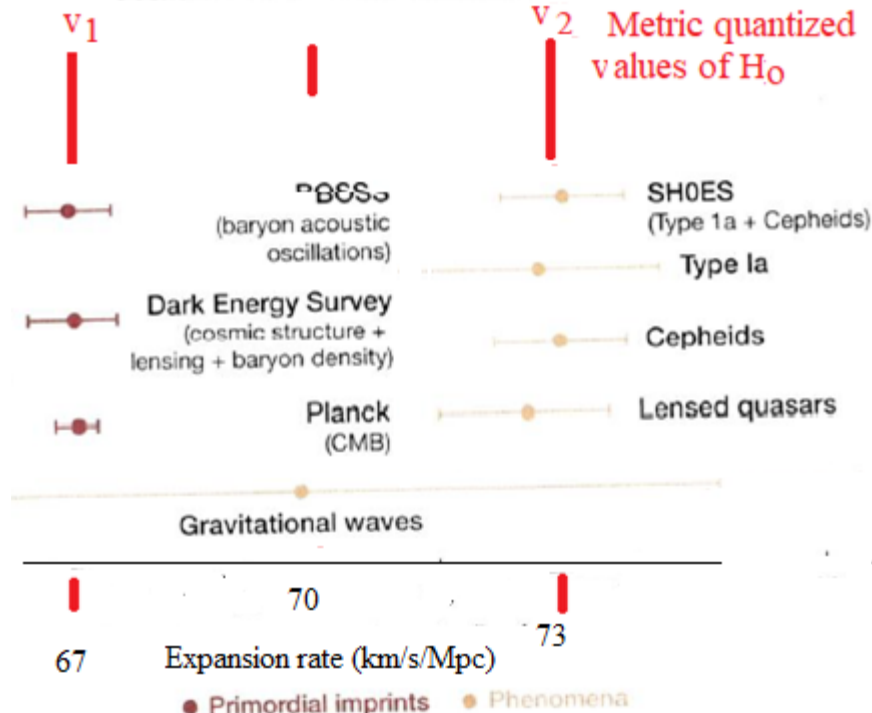 v1
v2 Metric quantized
values of Ho
SH0ES
(baryon acoustic
oscillations)
(Type 1a + Cepheids)
Type Ia
Dark Energy Survey
(cosmic structure +
lensing + baryon density)
Cepheids
Planck
(CMB)
Lensed quasars
Gravitational waves
70
73
67 Expansion rate (km/s/Mpc)
Primordial imprints
Phenomena